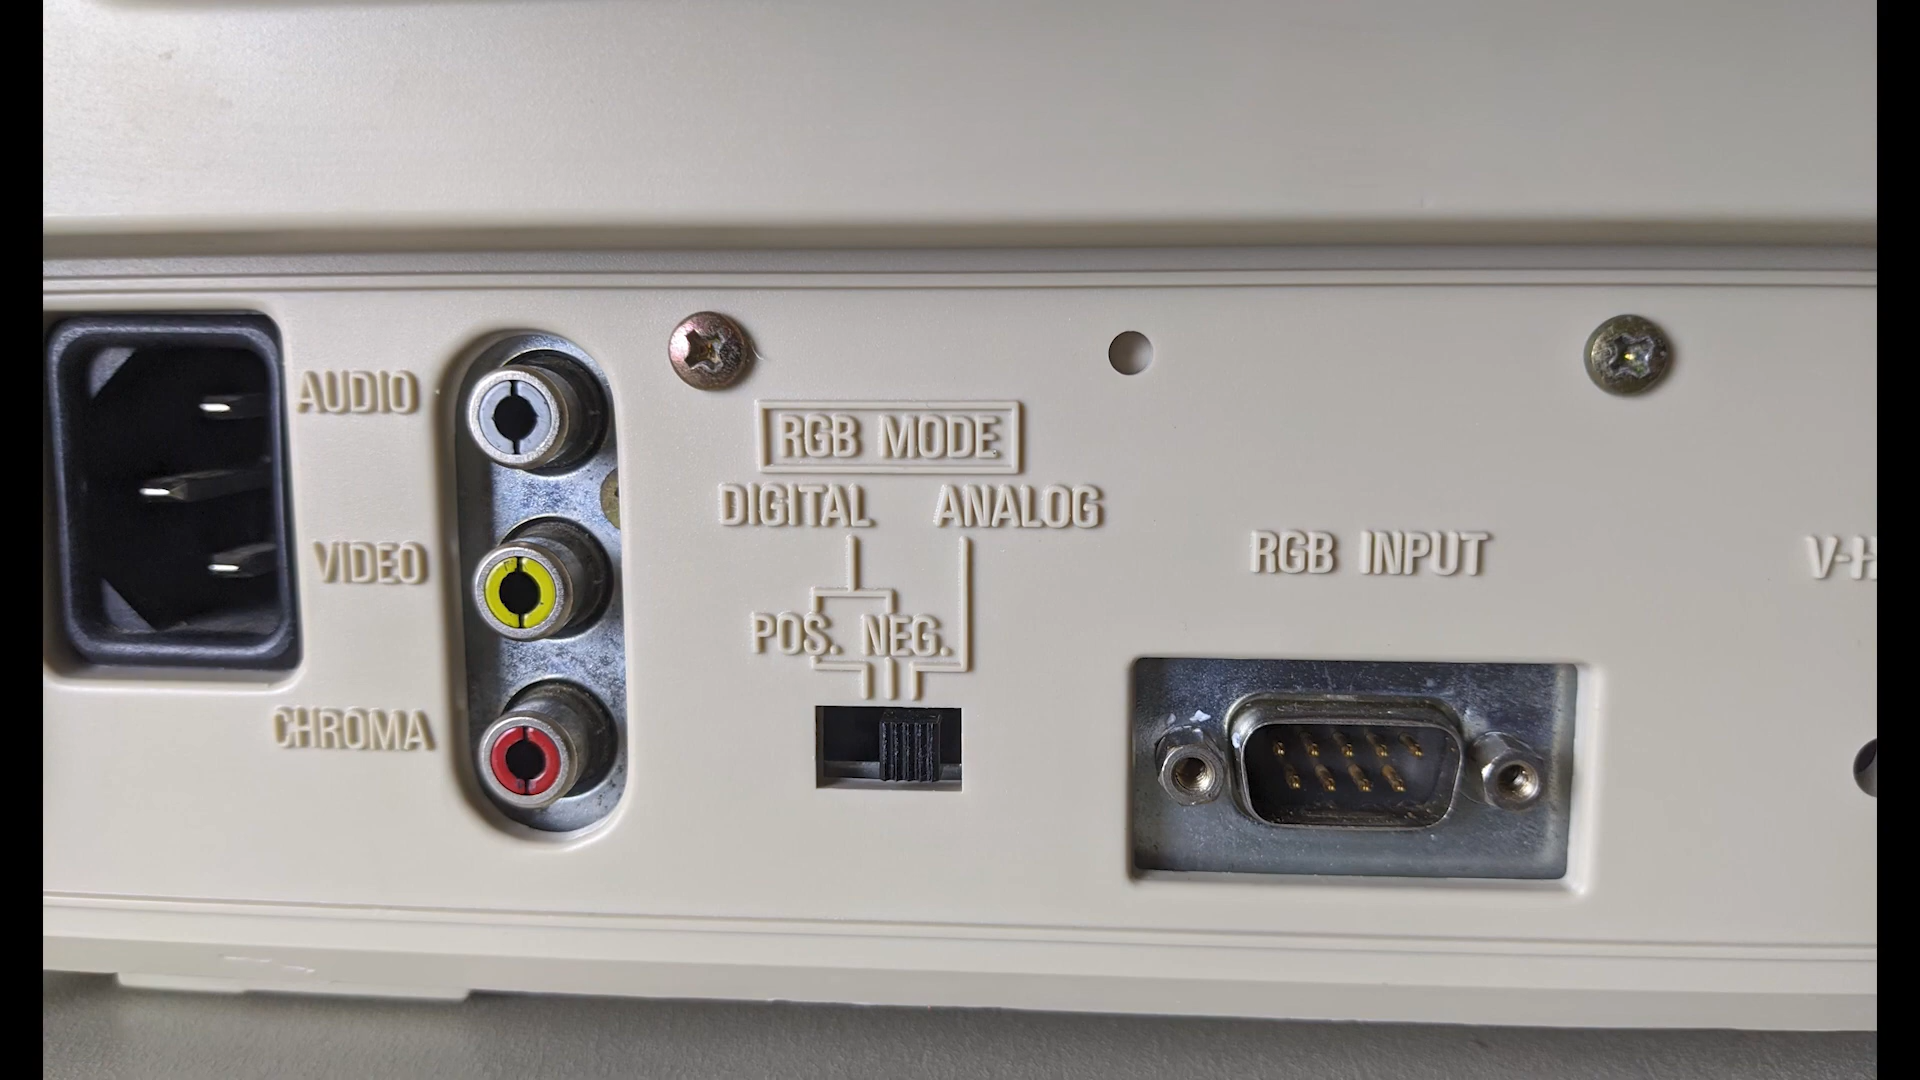 AUDIO
VIDEO
CHROMA
RGB MODE
DIGITAL ANALOG
POS. NEG.
RGB INPUT
V-H